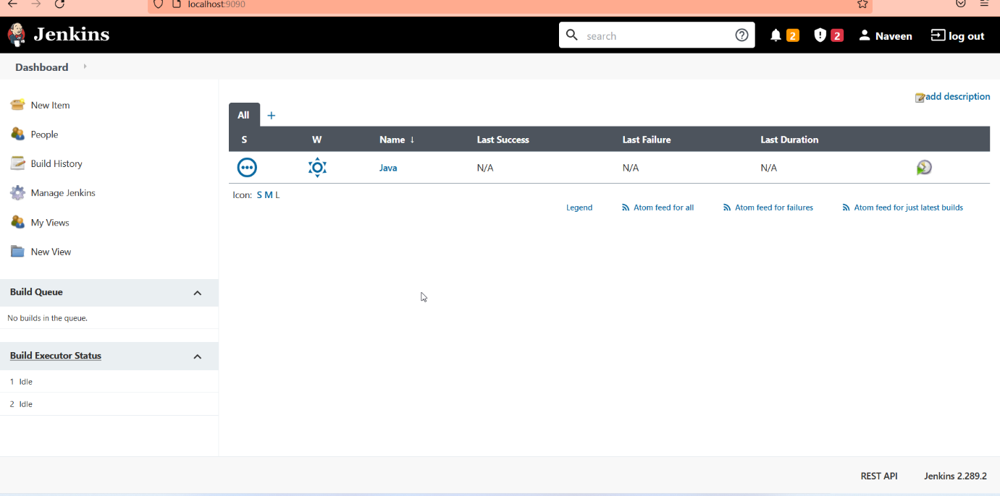 localhost:9090
Jenkins
search
2
2
Naveen
log out
Dashboard
add description
New Item
People
Build History
Manage Jenkins
My Views
New View
All +
S W Name ↓ Last Success Last Failure Last Duration
Java N/A N/A N/A
Icon: S M L
Legend Atom feed for all Atom feed for failures Atom feed for just latest builds
Build Queue
No builds in the queue.
Build Executor Status
1 Idle
2 Idle
REST API Jenkins 2.289.2